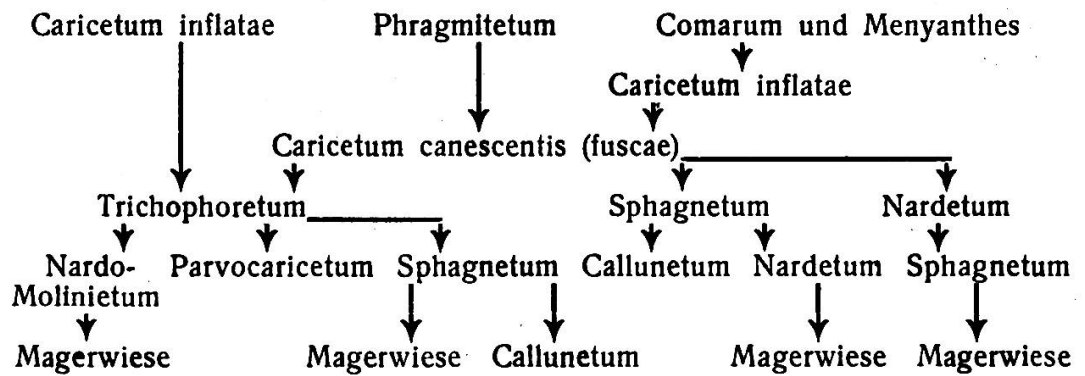 Caricetum inflatae Phragmitetum Comarum und Menyanthes
Caricetum inflatae
Caricetum canescentis (fuscae)
Trichophoretum Sphagnetum Nardetum
Nardo- Parvocaricetum Sphagnetum Callunetum Nardetum Sphagnetum
Molinietum
Magerwiese Magerwiese Callunetum Magerwiese Magerwiese